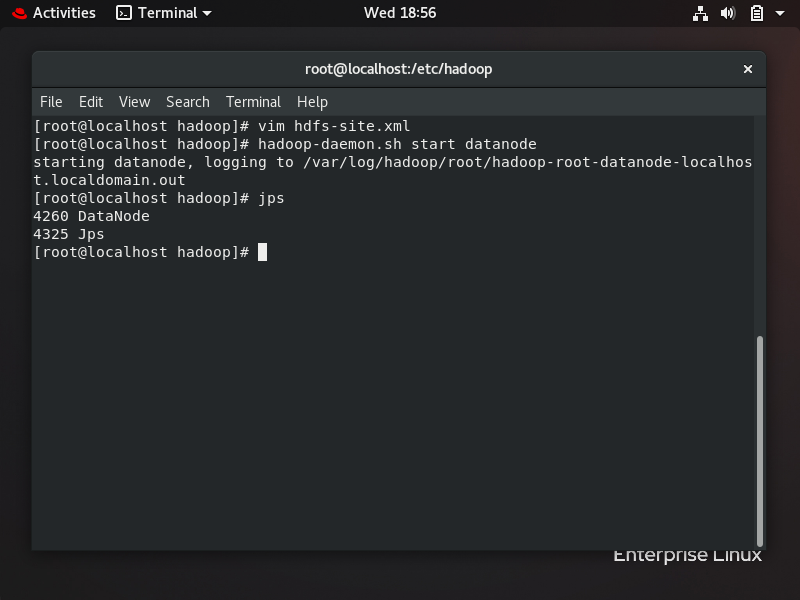 Activities Terminal Wed 18:56
root@localhost:/etc/hadoop
File Edit View Search Terminal Help
[root@localhost hadoop]# vim hdfs-site.xml
[root@localhost hadoop]# hadoop-daemon.sh start datanode
starting datanode, logging to /var/log/hadoop/root/hadoop-root-datanode-localhos
t.localdomain.out
[root@localhost hadoop]# jps
4260 DataNode
4325 Jps
[root@localhost hadoop]#
Enterprise Linux